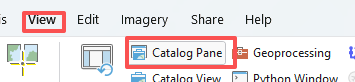 View Edit Imagery Share Help
Catalog Pane Geoprocessing
Catalog View Python Window